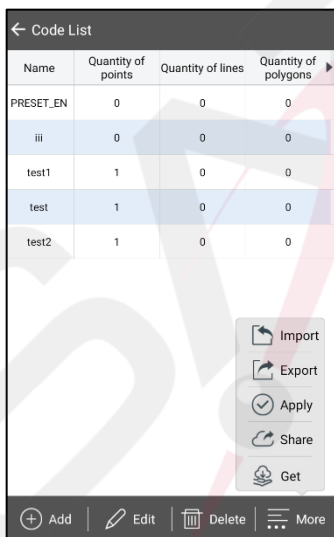 Code List
Name Quantity of points Quantity of lines Quantity of polygons
PRESET_EN 0 0 0
iii 0 0 0
test1 1 0 0
test 1 0 0
test2 1 0 0
Import
Export
Apply
Share
Get
Add Edit Delete More